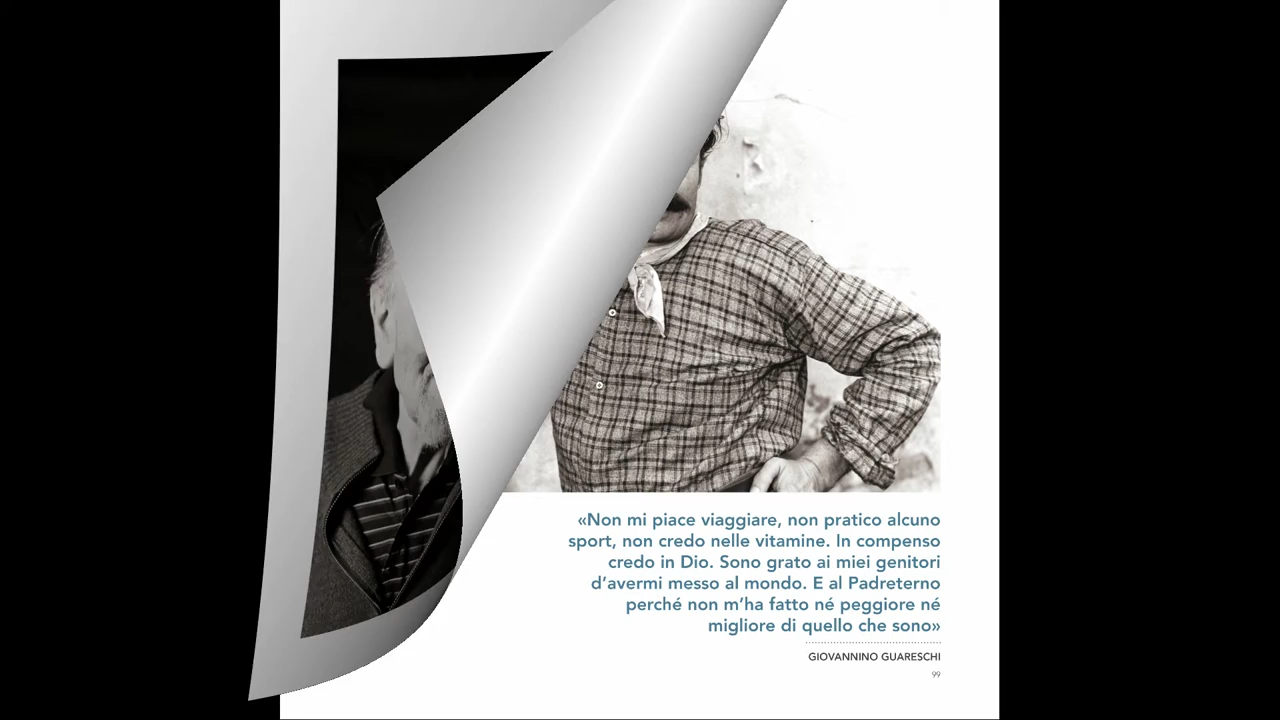 «Non mi piace viaggiare, non pratico alcuno
sport, non credo nelle vitamine. In compenso
credo in Dio. Sono grato ai miei genitori
d’avermi messo al mondo. E al Padreterno
perché non m’ha fatto né peggiore né
migliore di quello che sono»
GIOVANNINO GUARESCHI
99